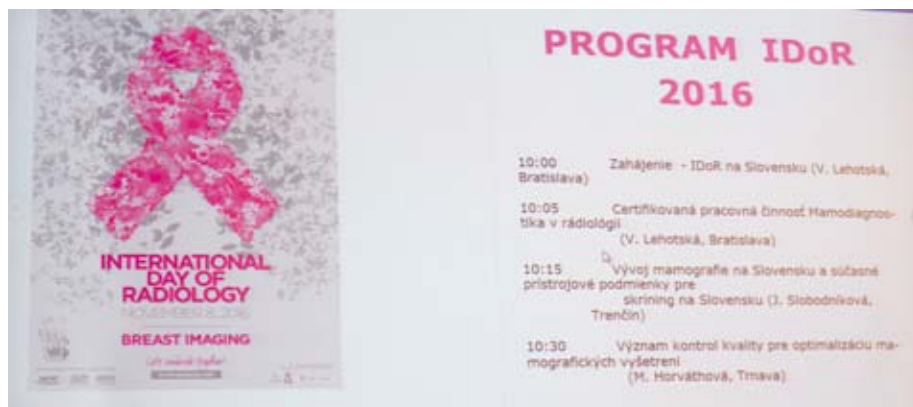 INTERNATIONAL
DAY OF
RADIOLOGY
NOVEMBER 8, 2016
BREAST IMAGING
PROGRAM IDoR
2016
10:00 Zahájenie - IDoR na Slovensku (V. Lehotská,
Bratislava)
10:05 Certifikovaná pracovná činnosť Mamodiagnos-
tika v rádiológii
(V. Lehotská, Bratislava)
10:15 Vývoj mamografie na Slovensku a súčasné
prístrojové podmienky pre
skríning na Slovensku (J. Slobodníková,
Trenčín)
10:30 Význam kontrol kvality pre optimalizáciu ma-
mografických vyšetrení
(M. Horváthová, Trnava)